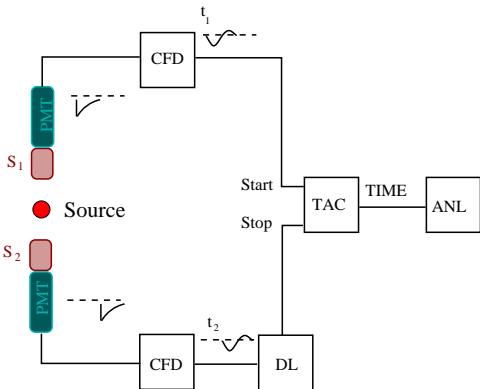 t1
CFD
PMT
S1
Start
TIME
TAC
ANL
Source
Stop
S2
PMT
t2
CFD
DL